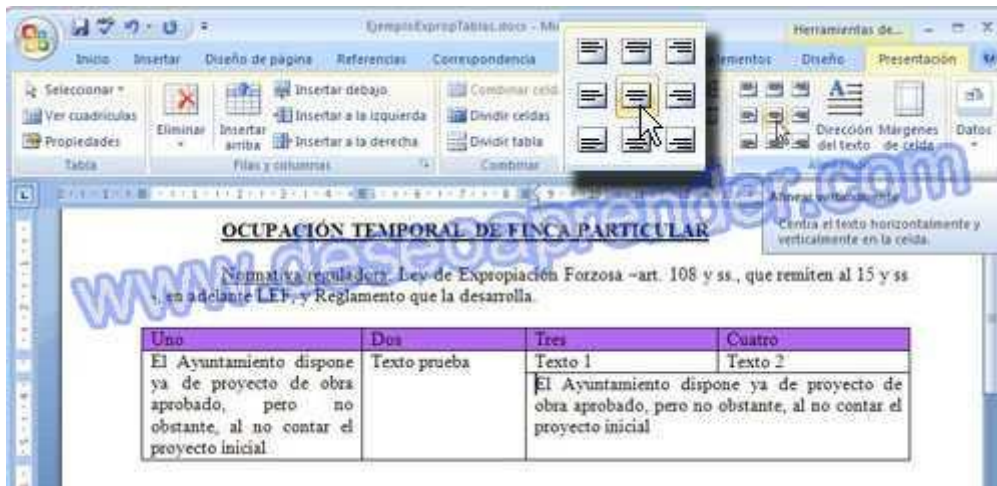 EjemploExpropTablas.docx - Mi
Herramientas de...
Inicio Insertar Diseño de página Referencias Correspondencia
Diseño Presentación
Seleccionar
Ver cuadrículas
Propiedades
Tabla
Eliminar
Insertar arriba
Insertar debajo
Insertar a la izquierda
Insertar a la derecha
Filas y columnas
Combinar celd
Dividir celdas
Dividir tabla
Combinar
Dirección del texto
Márgenes de celda
Datos
Centra el texto horizontalmente y
verticalmente en la celda.
www.deseoaprender.com
OCUPACIÓN TEMPORAL DE FINCA PARTICULAR
Normativa reguladora. Ley de Expropiación Forzosa –art. 108 y ss., que remiten al 15 y ss
-, en adelante LEF, y Reglamento que la desarrolla.
Uno Dos Tres Cuatro
El Ayuntamiento dispone
ya de proyecto de obra
aprobado, pero no
obstante, al no contar el
proyecto inicial
Texto prueba
Texto 1 Texto 2
El Ayuntamiento dispone ya de proyecto de
obra aprobado, pero no obstante, al no contar el
proyecto inicial